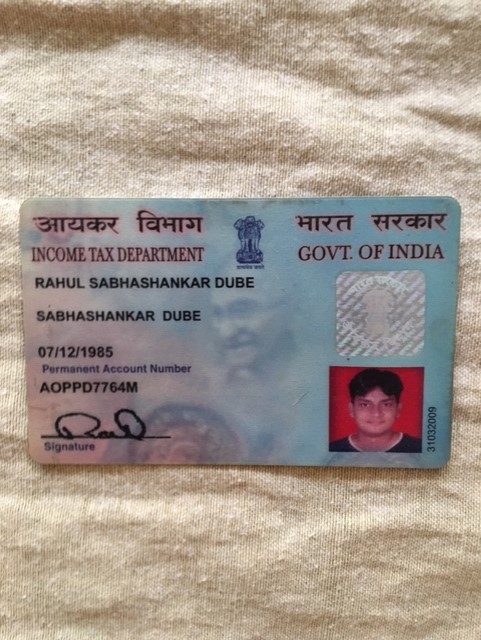 आयकर विभाग
भारत सरकार
INCOME TAX DEPARTMENT
GOVT. OF INDIA
RAHUL SABHASHANKAR DUBE
SABHASHANKAR DUBE
07/12/1985
Permanent Account Number
AOPPD7764M
Signature
31032009